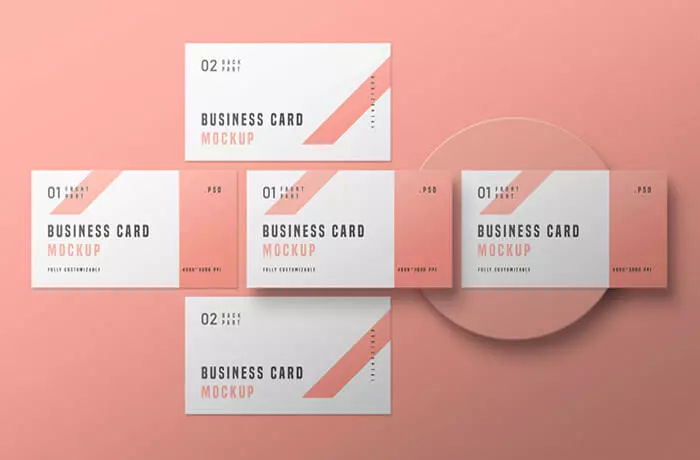 02 BACK
PART
HORIZONTAL
BUSINESS CARD
MOCKUP
01 FRONT
PART
.PSD
BUSINESS CARD
MOCKUP
FULLY CUSTOMIZABLE
4000*3000 PPI
01 FRONT
PART
.PSD
BUSINESS CARD
MOCKUP
FULLY CUSTOMIZABLE
4000*3000 PPI
01 FRONT
PART
.PSD
BUSINESS CARD
MOCKUP
FULLY CUSTOMIZABLE
4000*3000 PPI
02 BACK
PART
HORIZONTAL
BUSINESS CARD
MOCKUP